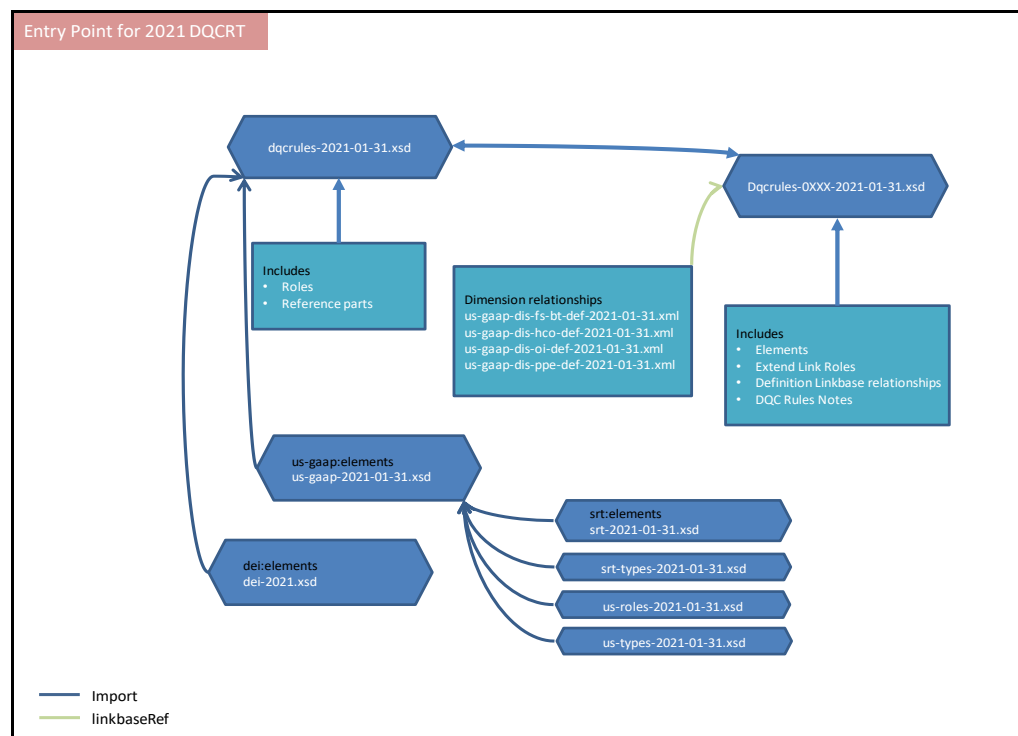 Entry Point for 2021 DQCRT
dqcrules-2021-01-31.xsd
Dqcrules-0XXX-2021-01-31.xsd
Includes
• Roles
• Reference parts
Dimension relationships
us-gaap-dis-fs-bt-def-2021-01-31.xml
us-gaap-dis-hco-def-2021-01-31.xml
us-gaap-dis-oi-def-2021-01-31.xml
us-gaap-dis-ppe-def-2021-01-31.xml
Includes
• Elements
• Extend Link Roles
• Definition Linkbase relationships
• DQC Rules Notes
us-gaap:elements
us-gaap-2021-01-31.xsd
srt:elements
srt-2021-01-31.xsd
dei:elements
dei-2021.xsd
srt-types-2021-01-31.xsd
us-roles-2021-01-31.xsd
us-types-2021-01-31.xsd
Import
linkbaseRef